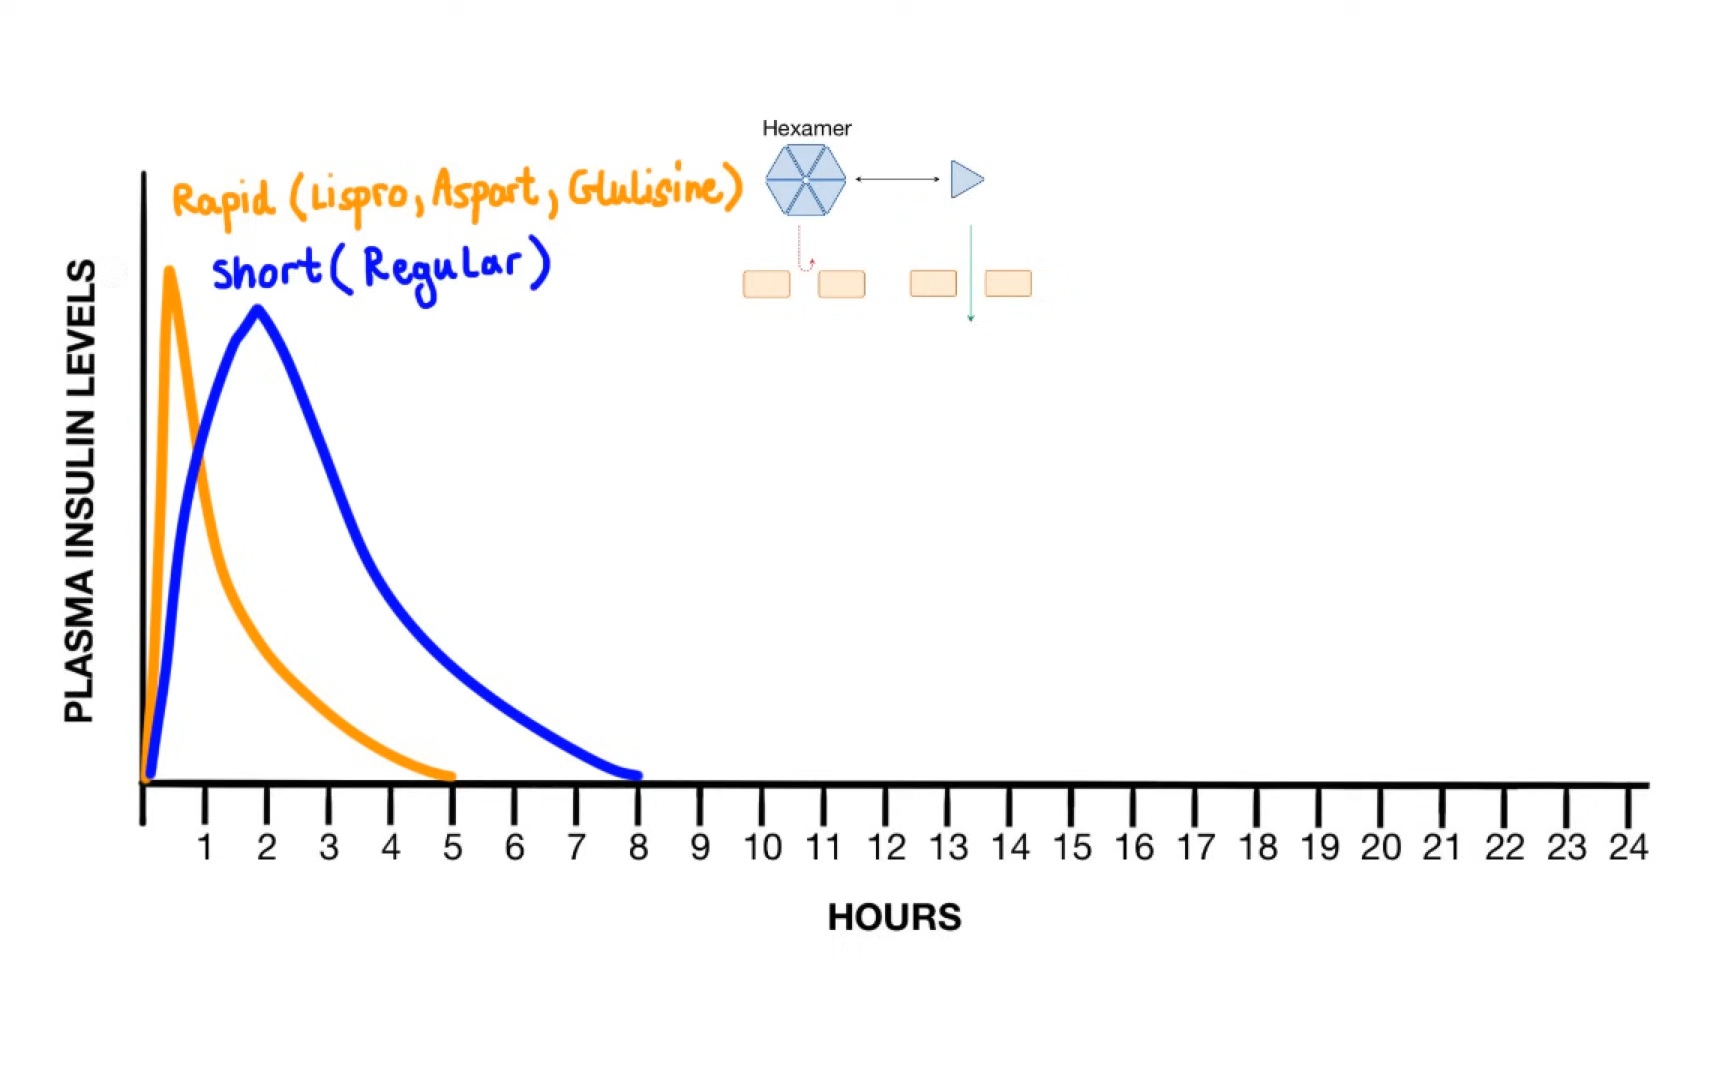 Hexamer
Rapid (Lispro, Aspart, Glulisine)
short (Regular)
PLASMA INSULIN LEVELS
1 2 3 4 5 6 7 8 9 10 11 12 13 14 15 16 17 18 19 20 21 22 23 24
HOURS